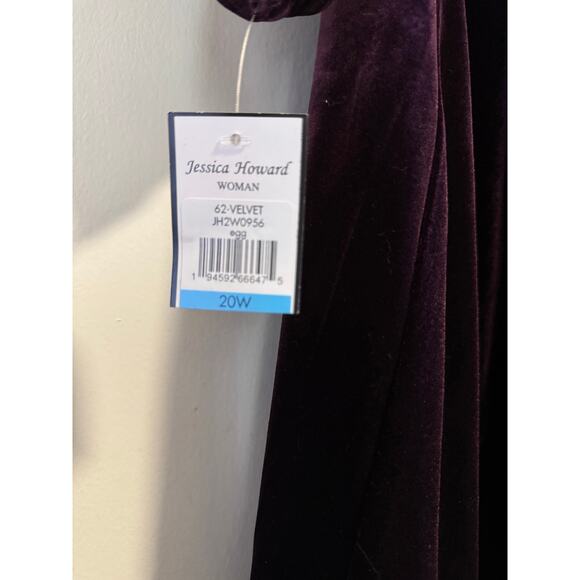 Jessica Howard
WOMAN
62-VELVET
JH2W0956
egg
1 94592 66647 5
20W